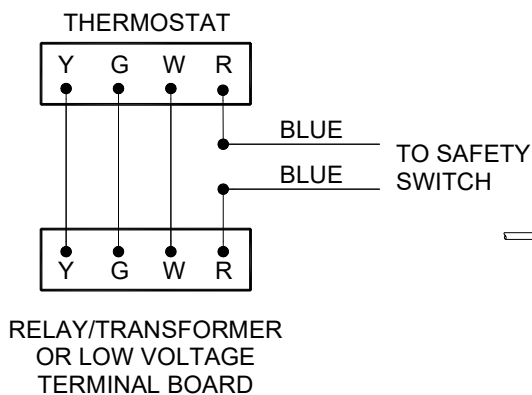 THERMOSTAT
Y G W R
BLUE
BLUE
TO SAFETY
SWITCH
Y G W R
RELAY/TRANSFORMER
OR LOW VOLTAGE
TERMINAL BOARD